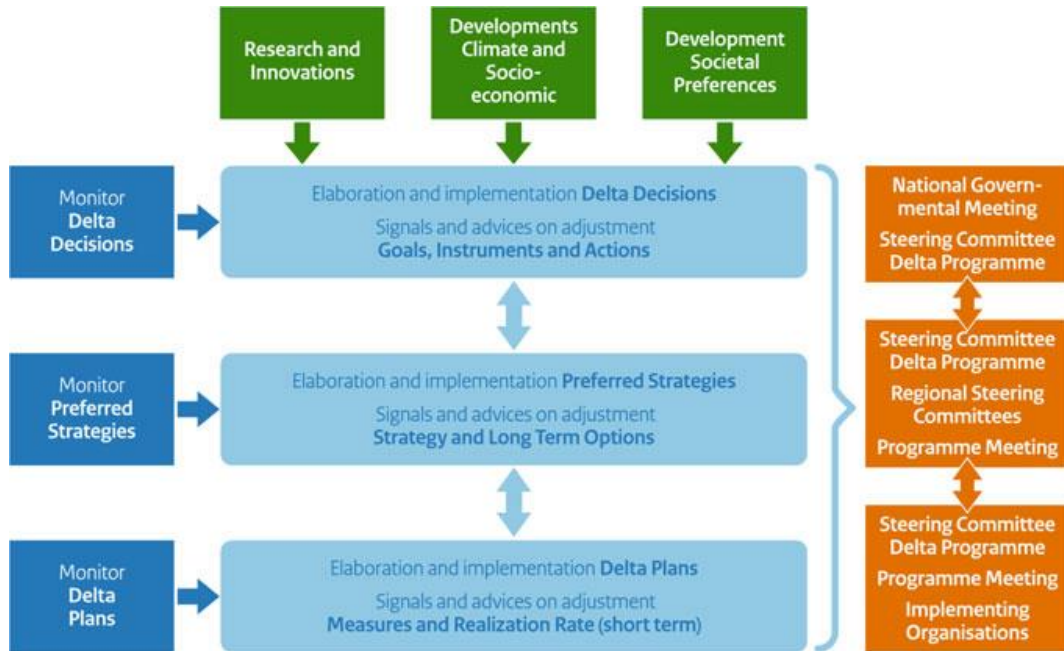 Research and
Innovations
Developments
Climate and
Socio-
economic
Development
Societal
Preferences
Monitor
Delta
Decisions
Elaboration and implementation Delta Decisions
Signals and advices on adjustment
Goals, Instruments and Actions
National Govern-
mental Meeting
Steering Committee
Delta Programme
Monitor
Preferred
Strategies
Elaboration and implementation Preferred Strategies
Signals and advices on adjustment
Strategy and Long Term Options
Steering Committee
Delta Programme
Regional Steering
Committees
Programme Meeting
Monitor
Delta
Plans
Elaboration and implementation Delta Plans
Signals and advices on adjustment
Measures and Realization Rate (short term)
Steering Committee
Delta Programme
Programme Meeting
Implementing
Organisations